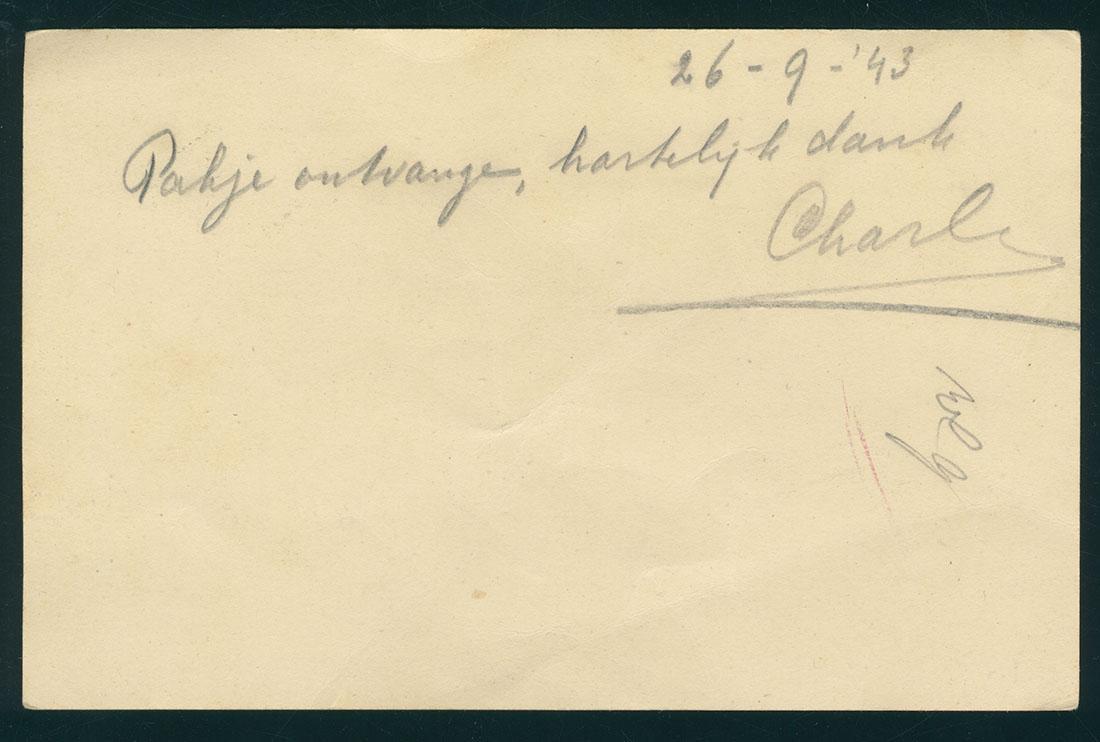 26-9-'43
Pakje ontvange, hartelijk dank
Charle